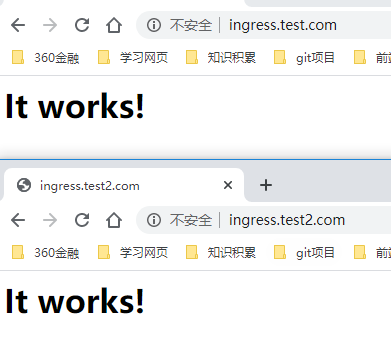 不安全 | ingress.test.com
360金融 学习网页 知识积累 git项目
It works!
ingress.test2.com
不安全 | ingress.test2.com
360金融 学习网页 知识积累 git项目
It works!